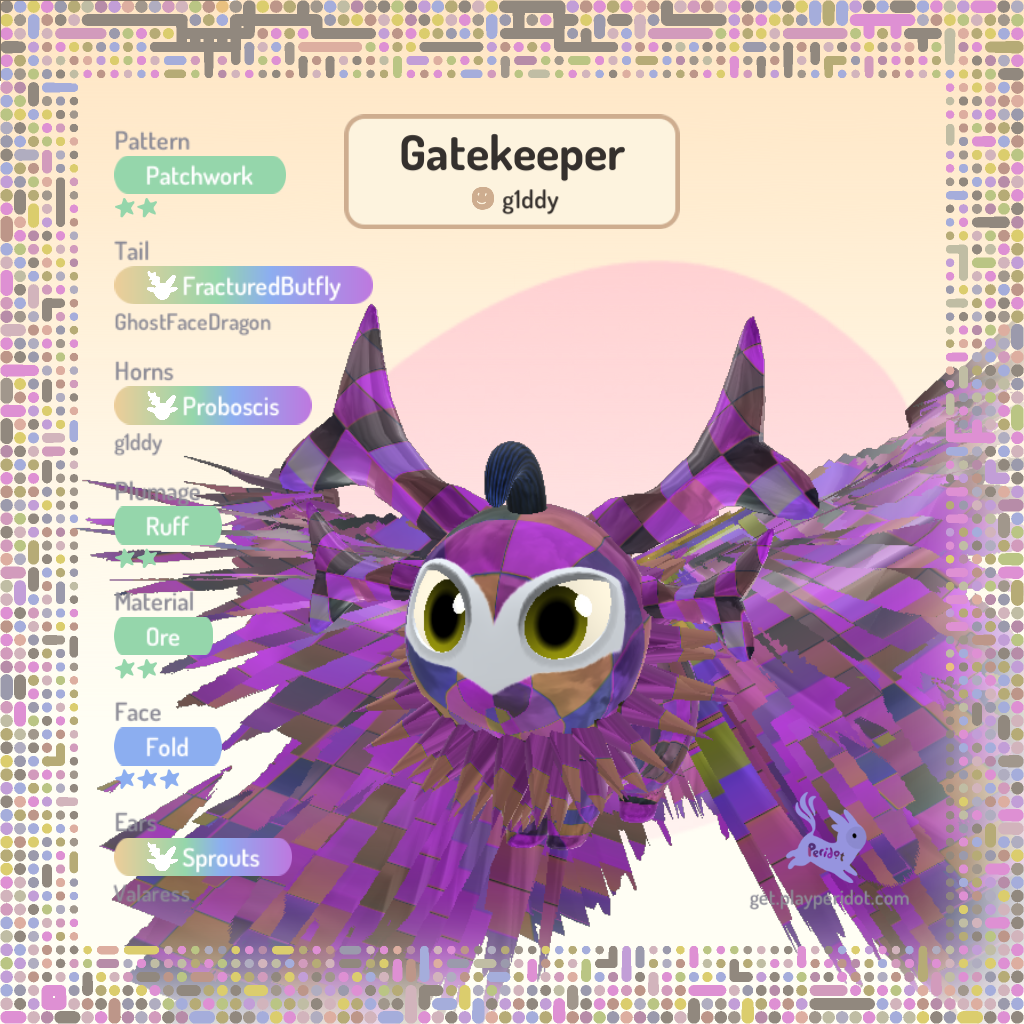 Gatekeeper
g1ddy
Pattern
Patchwork
Tail
FracturedButfly
GhostFaceDragon
Horns
Proboscis
g1ddy
Plumage
Ruff
Material
Ore
Face
Fold
Ears
Sprouts
Valaress
Peridot
get.playperidot.com